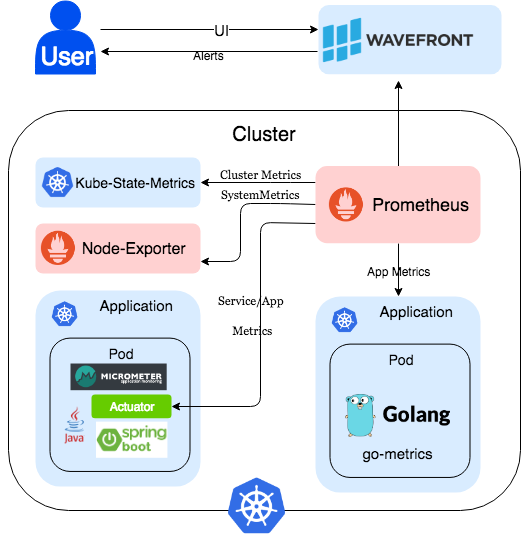 UI
WAVEFRONT
User
Alerts
Cluster
Cluster Metrics
Kube-State-Metrics
SystemMetrics
Prometheus
Node-Exporter
App Metrics
Service/App
Metrics
Application
Pod
MICROMETER
application monitoring
Actuator
Java
spring
boot
Application
Pod
Golang
go-metrics